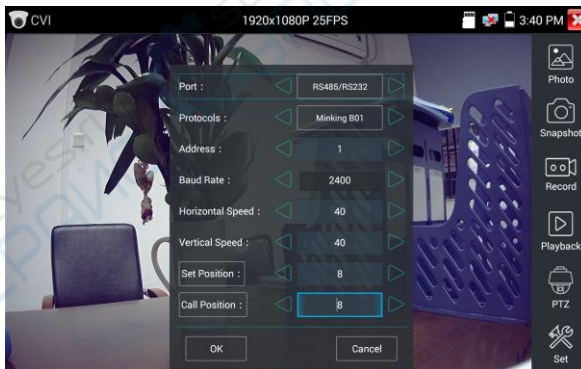 CVI 1920x1080P 25FPS 3:40 PM
Port : RS485/RS232
Protocols : Minking B01
Address : 1
Baud Rate : 2400
Horizontal Speed : 40
Vertical Speed : 40
Set Position : 8
Call Position : 8
OK Cancel
Photo
Snapshot
Record
Playback
PTZ
Set